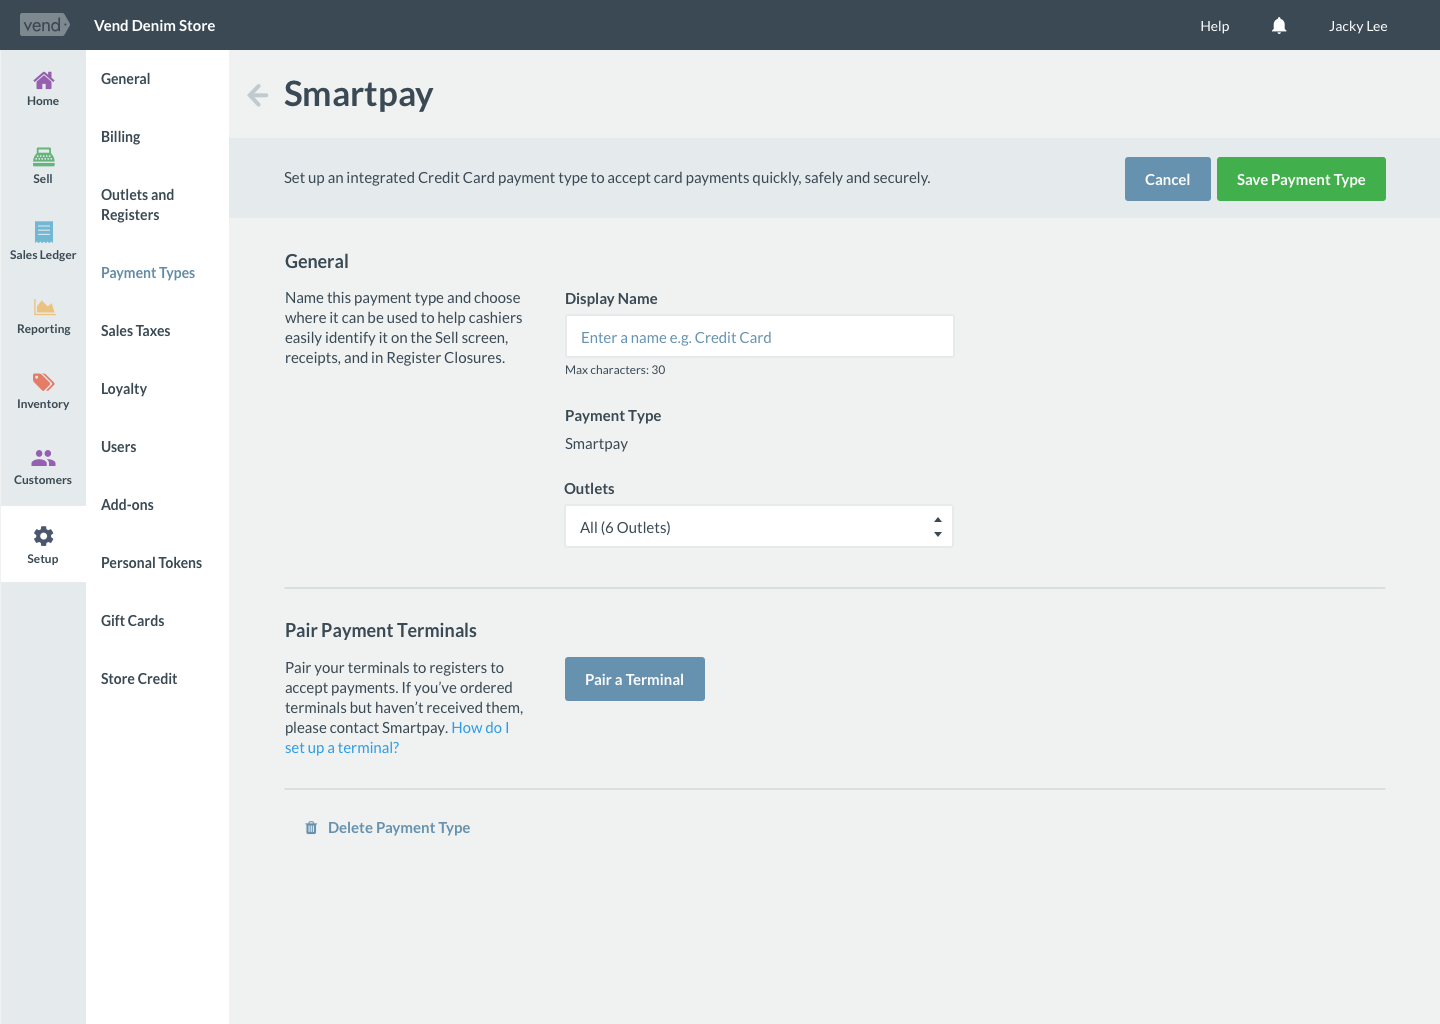 vend
Vend Denim Store
Help
Jacky Lee
Home
Sell
Sales Ledger
Reporting
Inventory
Customers
Setup
General
Billing
Outlets and
Registers
Payment Types
Sales Taxes
Loyalty
Users
Add-ons
Personal Tokens
Gift Cards
Store Credit
Smartpay
Set up an integrated Credit Card payment type to accept card payments quickly, safely and securely.
Cancel
Save Payment Type
General
Name this payment type and choose
where it can be used to help cashiers
easily identify it on the Sell screen,
receipts, and in Register Closures.
Display Name
Enter a name e.g. Credit Card
Max characters: 30
Payment Type
Smartpay
Outlets
All (6 Outlets)
Pair Payment Terminals
Pair your terminals to registers to
accept payments. If you’ve ordered
terminals but haven’t received them,
please contact Smartpay. How do I
set up a terminal?
Pair a Terminal
Delete Payment Type